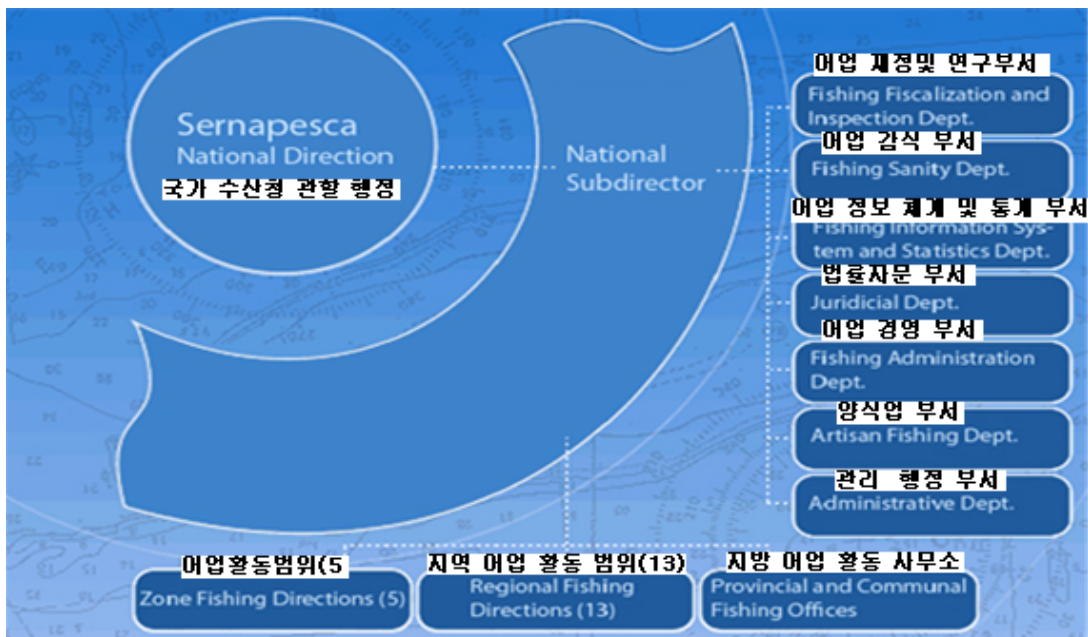 Sernapesca
National Direction
국가 수산청 관할 행정
National
Subdirector
어업 재정및 연구부서
Fishing Fiscalization and
Inspection Dept.
어업 감식 부서
Fishing Sanity Dept.
어업 정보 체계 및 통계 부서
Fishing Information Sys-
tem and Statistics Dept.
법률자문 부서
Juridicial Dept.
어업 경영 부서
Fishing Administration
Dept.
양식업 부서
Artisan Fishing Dept.
관리 행정 부서
Administrative Dept.
어업활동범위(5
Zone Fishing Directions (5)
지역 어업 활동 범위(13)
Regional Fishing
Directions (13)
지방 어업 활동 사무소
Provincial and Communal
Fishing Offices